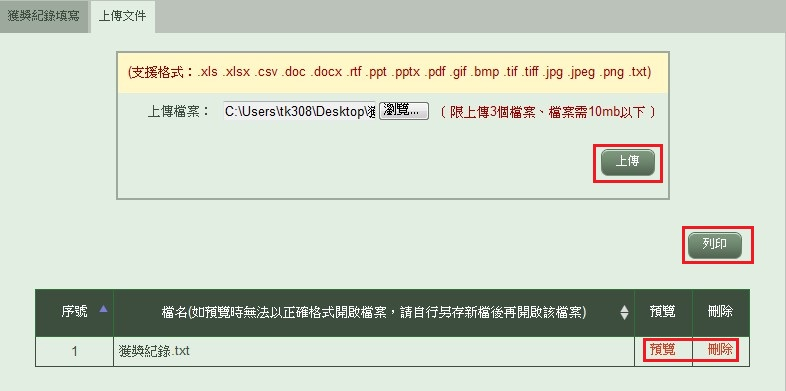 獲獎紀錄填寫 上傳文件
(支援格式：.xls .xlsx .csv .doc .docx .rtf .ppt .pptx .pdf .gif .bmp .tif .tiff .jpg .jpeg .png .txt)
上傳檔案： C:\Users\tk308\Desktop\ 瀏覽... （ 限上傳3個檔案、檔案需10mb以下 ）
上傳
列印
序號 檔名(如預覽時無法以正確格式開啟檔案，請自行另存新檔後再開啟該檔案) 預覽 刪除
1 獲獎紀錄.txt 預覽 刪除